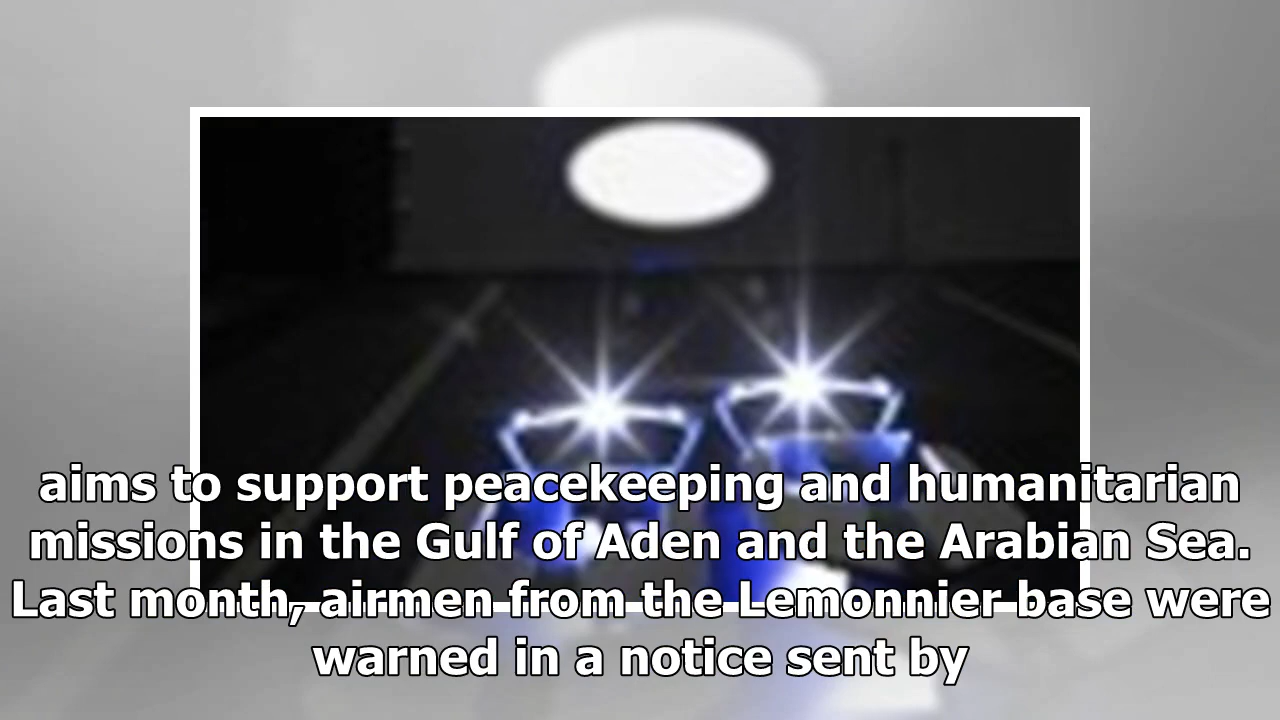 aims to support peacekeeping and humanitarian
missions in the Gulf of Aden and the Arabian Sea.
Last month, airmen from the Lemonnier base were
warned in a notice sent by